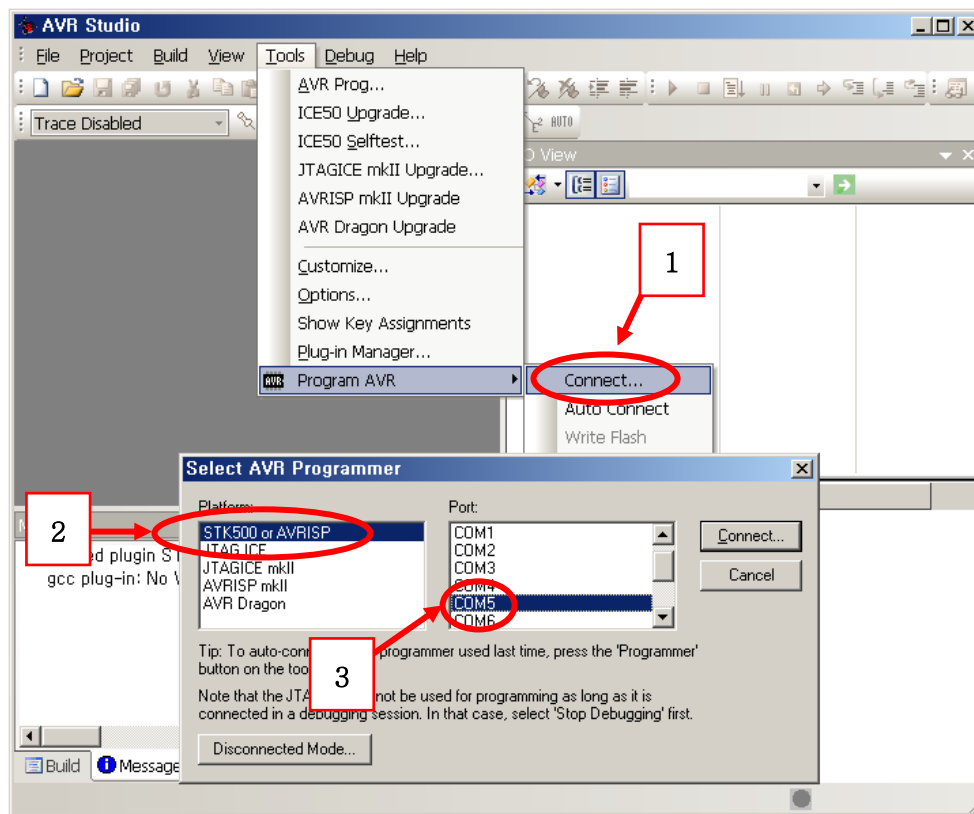 AVR Studio
File Project Build View Tools Debug Help
Trace Disabled
AUTO
AVR Prog...
ICE50 Upgrade...
ICE50 Selftest...
JTAGICE mkII Upgrade...
AVRISP mkII Upgrade
AVR Dragon Upgrade
Customize...
Options...
Show Key Assignments
Plug-in Manager...
AVR Program AVR
View
1
Connect...
Auto Connect
Write Flash
Select AVR Programmer
Platform:
STK500 or AVRISP
JTAG ICE
JTAGICE mkII
AVRISP mkII
AVR Dragon
Port:
COM1
COM2
COM3
COM4
COM5
COM6
Connect...
Cancel
2
3
gcc plug-in: No
ed plugin
Tip: To auto-con programmer used last time, press the 'Programmer'
button on the too
Note that the JTA not be used for programming as long as it is
connected in a debugging session. In that case, select 'Stop Debugging' first.
Disconnected Mode...
Build Message